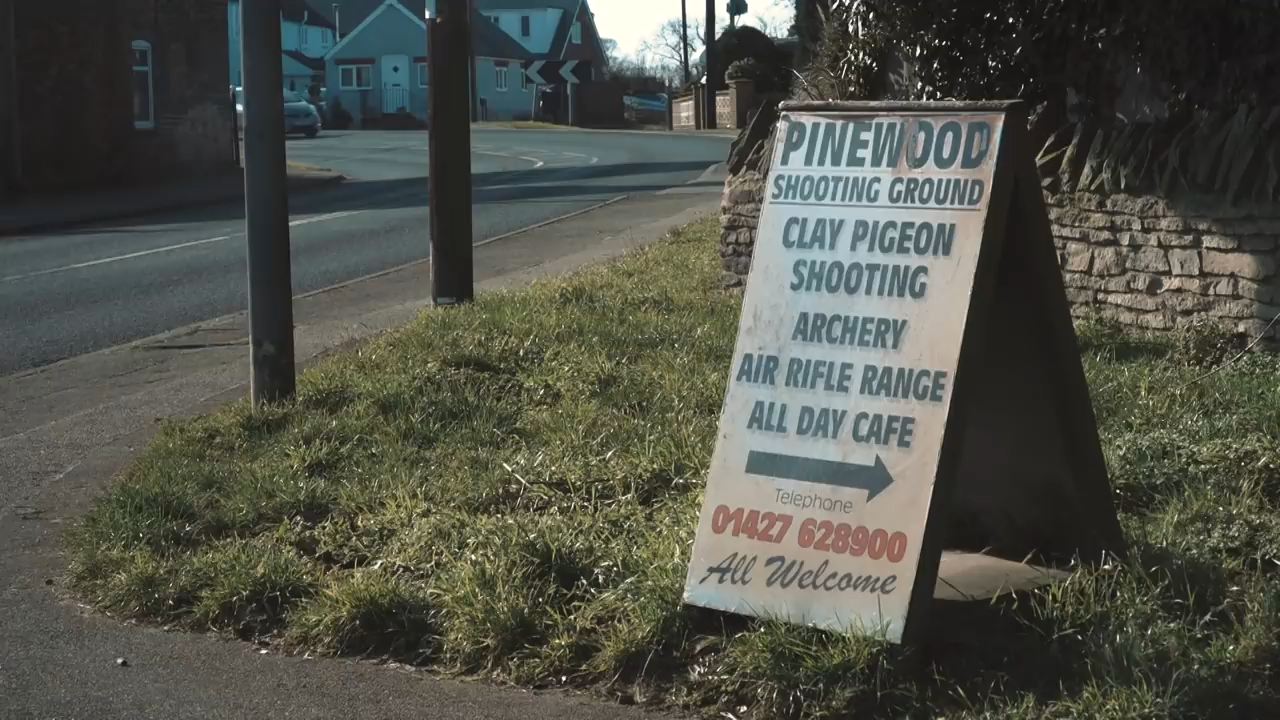 PINEWOOD
SHOOTING GROUND
CLAY PIGEON
SHOOTING
ARCHERY
AIR RIFLE RANGE
ALL DAY CAFE
Telephone
01427 628900
All Welcome